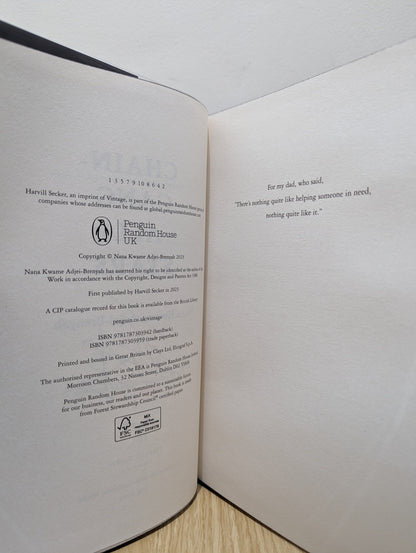 1 3 5 7 9 10 8 6 4 2
Harvill Secker, an imprint of Vintage, is part of the Penguin Random House group of
companies whose addresses can be found at global.penguinrandomhouse.com
Penguin
Random House
UK
Copyright © Nana Kwame Adjei-Brenyah 2023
Nana Kwame Adjei-Brenyah has asserted his right to be identified as the author of this
Work in accordance with the Copyright, Designs and Patents Act 1988
First published by Harvill Secker in 2023
A CIP catalogue record for this book is available from the British Library
penguin.co.uk/vintage
ISBN 9781787303942 (hardback)
ISBN 9781787303959 (trade paperback)
Printed and bound in Great Britain by Clays Ltd, Elcograf S.p.A.
The authorised representative in the EEA is Penguin Random House Ireland,
Morrison Chambers, 32 Nassau Street, Dublin D02 YH68
Penguin Random House is committed to a sustainable future
for our business, our readers and our planet. This book is made
from Forest Stewardship Council® certified paper.
FSC
MIX
FSC® C018179
For my dad, who said,
"There's nothing quite like helping someone in need,
nothing quite like it."